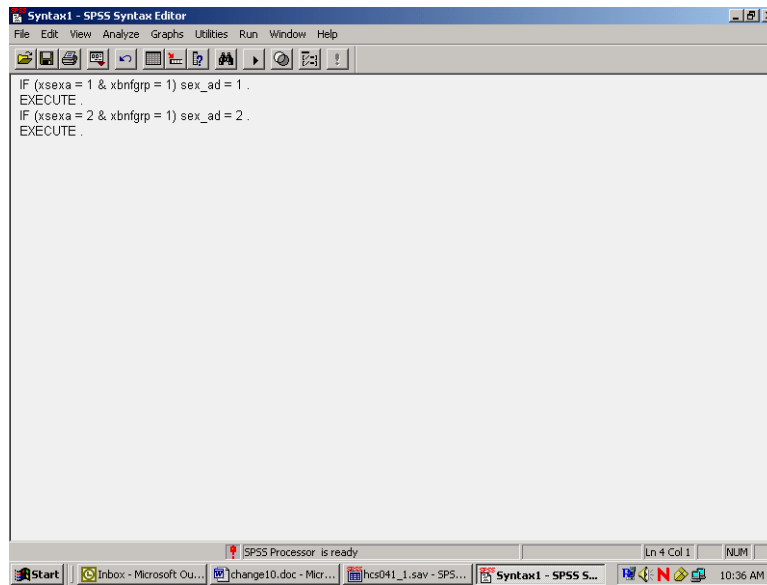 Syntax1 - SPSS Syntax Editor
File Edit View Analyze Graphs Utilities Run Window Help
IF (xsexa = 1 & xbnfgrp = 1) sex_ad = 1 .
EXECUTE .
IF (xsexa = 2 & xbnfgrp = 1) sex_ad = 2 .
EXECUTE .
SPSS Processor is ready
Ln 4 Col 1
NUM
Start
Inbox - Microsoft Ou...
change10.doc - Micr...
hcs041_1.sav - SPS...
Syntax1 - SPSS S...
N
10:36 AM